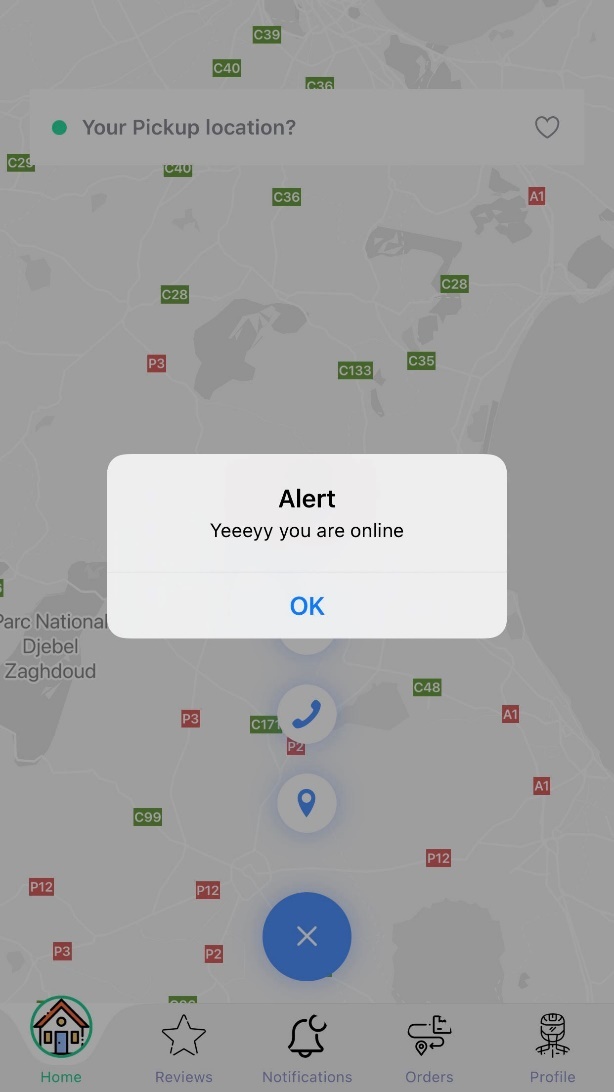 C39
C40
C36
Your Pickup location?
C29
C40
C36
A1
C28
C28
P3
C133
C35
Alert
Yeeeyy you are online
OK
Parc National
Djebel
Zaghdoud
C48
P3
C171
A1
P2
A1
C99
P12
P12
P12
P3
P2
Home
Reviews
Notifications
Orders
Profile